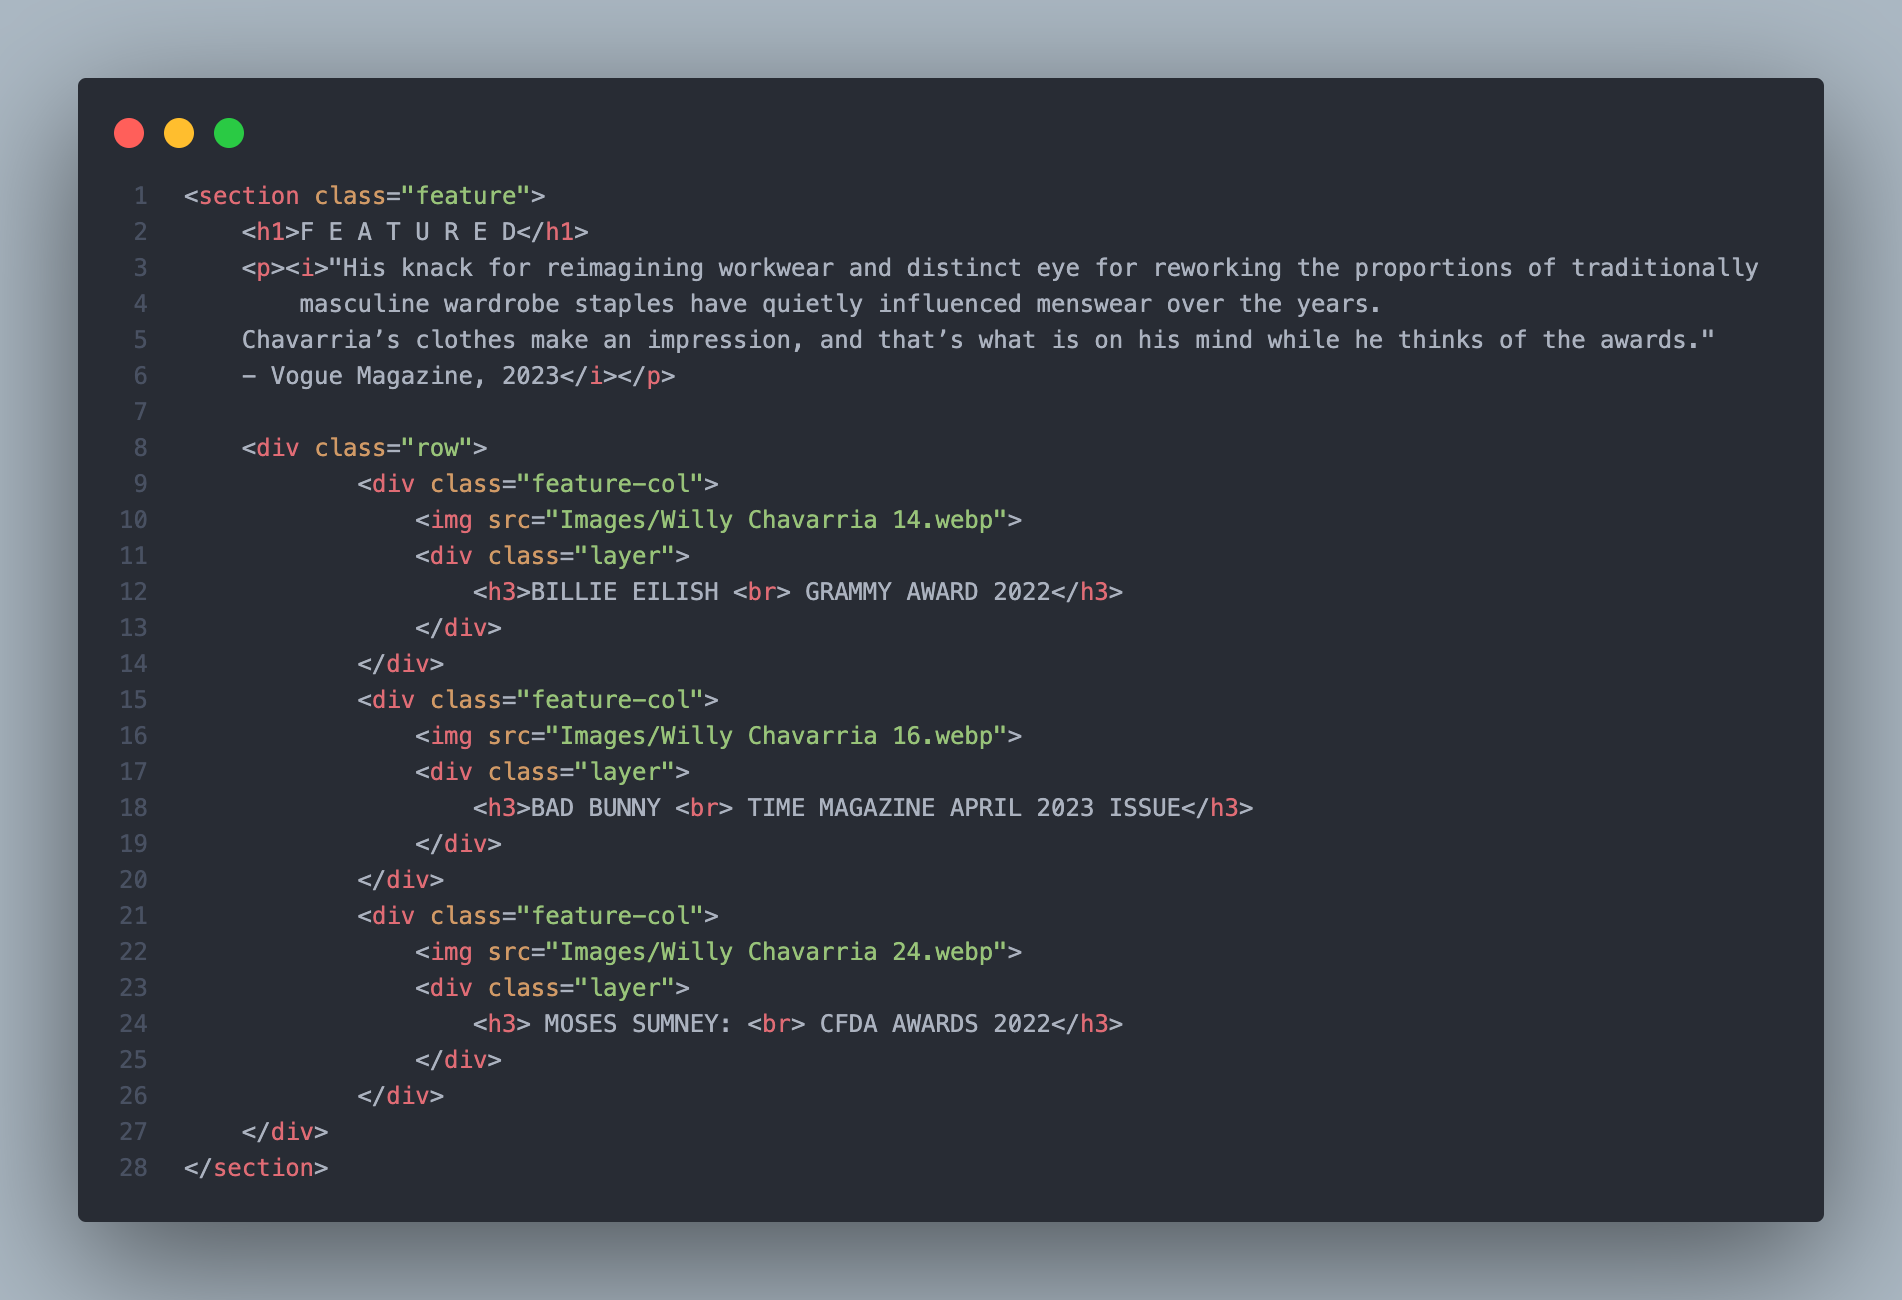 1 <section class="feature">
2 <h1>F E A T U R E D</h1>
3 <p><i>"His knack for reimagining workwear and distinct eye for reworking the proportions of traditionally
4 masculine wardrobe staples have quietly influenced menswear over the years.
5 Chavarria’s clothes make an impression, and that’s what is on his mind while he thinks of the awards."
6 – Vogue Magazine, 2023</i></p>
7
8 <div class="row">
9 <div class="feature-col">
10 <img src="Images/Willy Chavarria 14.webp">
11 <div class="layer">
12 <h3>BILLIE EILISH <br> GRAMMY AWARD 2022</h3>
13 </div>
14 </div>
15 <div class="feature-col">
16 <img src="Images/Willy Chavarria 16.webp">
17 <div class="layer">
18 <h3>BAD BUNNY <br> TIME MAGAZINE APRIL 2023 ISSUE</h3>
19 </div>
20 </div>
21 <div class="feature-col">
22 <img src="Images/Willy Chavarria 24.webp">
23 <div class="layer">
24 <h3> MOSES SUMNEY: <br> CFDA AWARDS 2022</h3>
25 </div>
26 </div>
27 </div>
28 </section>